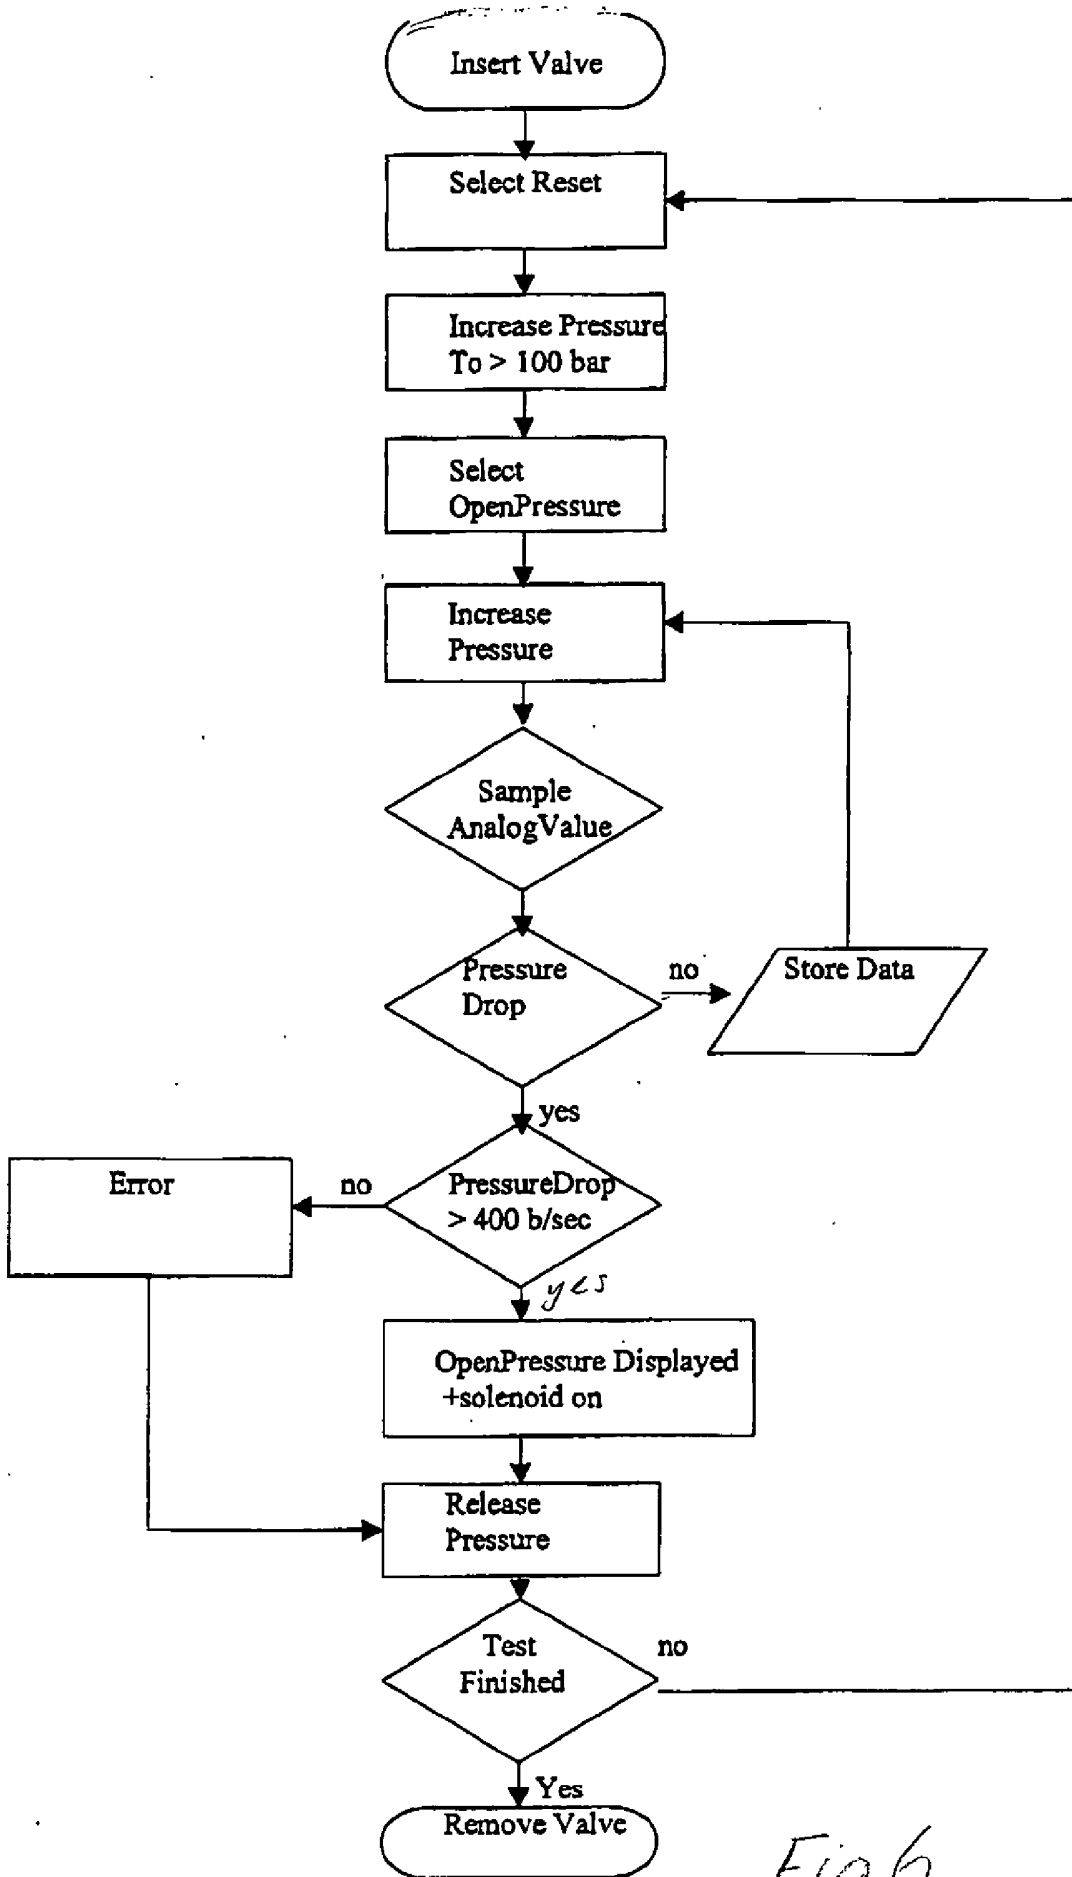 Insert Valve
Select Reset
Increase Pressure
To > 100 bar
Select
OpenPressure
Increase
Pressure
Sample
AnalogValue
Pressure
Drop
no
Store Data
yes
Error
no
PressureDrop
> 400 b/sec
yes
OpenPressure Displayed
+solenoid on
Release
Pressure
Test
Finished
no
Yes
Remove Valve
Fig 6